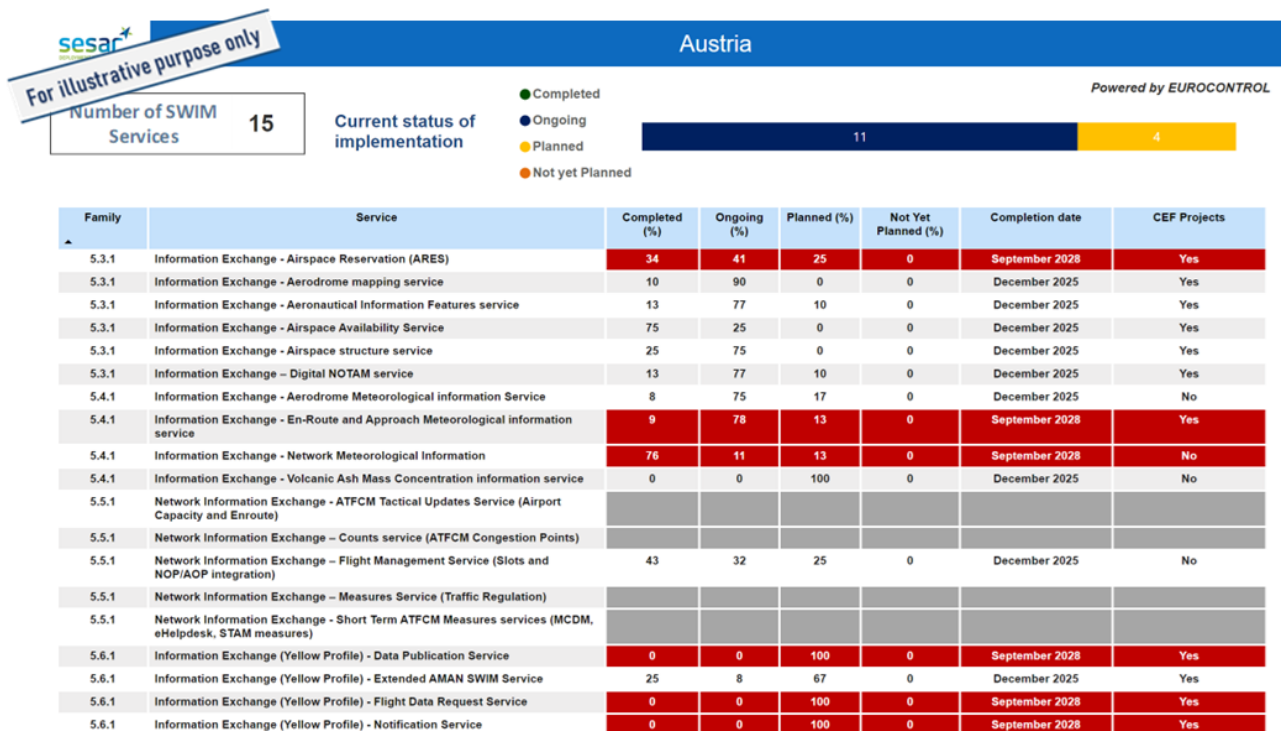 sesar
Austria
For illustrative purpose only
Powered by EUROCONTROL
Number of SWIM
Services
15
Current status of
implementation
Completed
Ongoing
Planned
Not yet Planned
11
4
Family Service Completed (%) Ongoing (%) Planned (%) Not Yet Planned (%) Completion date CEF Projects
5.3.1 Information Exchange - Airspace Reservation (ARES) 34 41 25 0 September 2028 Yes
5.3.1 Information Exchange - Aerodrome mapping service 10 90 0 0 December 2025 Yes
5.3.1 Information Exchange - Aeronautical Information Features service 13 77 10 0 December 2025 Yes
5.3.1 Information Exchange - Airspace Availability Service 75 25 0 0 December 2025 Yes
5.3.1 Information Exchange - Airspace structure service 25 75 0 0 December 2025 Yes
5.3.1 Information Exchange – Digital NOTAM service 13 77 10 0 December 2025 Yes
5.4.1 Information Exchange - Aerodrome Meteorological information Service 8 75 17 0 December 2025 No
5.4.1 Information Exchange - En-Route and Approach Meteorological information 9 78 13 0 September 2028 Yes
service
5.4.1 Information Exchange - Network Meteorological Information 76 11 13 0 September 2028 No
5.4.1 Information Exchange - Volcanic Ash Mass Concentration information service 0 0 100 0 December 2025 No
5.5.1 Network Information Exchange - ATFCM Tactical Updates Service (Airport
Capacity and Enroute)
5.5.1 Network Information Exchange – Counts service (ATFCM Congestion Points)
5.5.1 Network Information Exchange – Flight Management Service (Slots and 43 32 25 0 December 2025 No
NOP/AOP integration)
5.5.1 Network Information Exchange – Measures Service (Traffic Regulation)
5.5.1 Network Information Exchange - Short Term ATFCM Measures services (MCDM,
eHelpdesk, STAM measures)
5.6.1 Information Exchange (Yellow Profile) - Data Publication Service 0 0 100 0 September 2028 Yes
5.6.1 Information Exchange (Yellow Profile) - Extended AMAN SWIM Service 25 8 67 0 December 2025 Yes
5.6.1 Information Exchange (Yellow Profile) - Flight Data Request Service 0 0 100 0 September 2028 Yes
5.6.1 Information Exchange (Yellow Profile) - Notification Service 0 0 100 0 September 2028 Yes